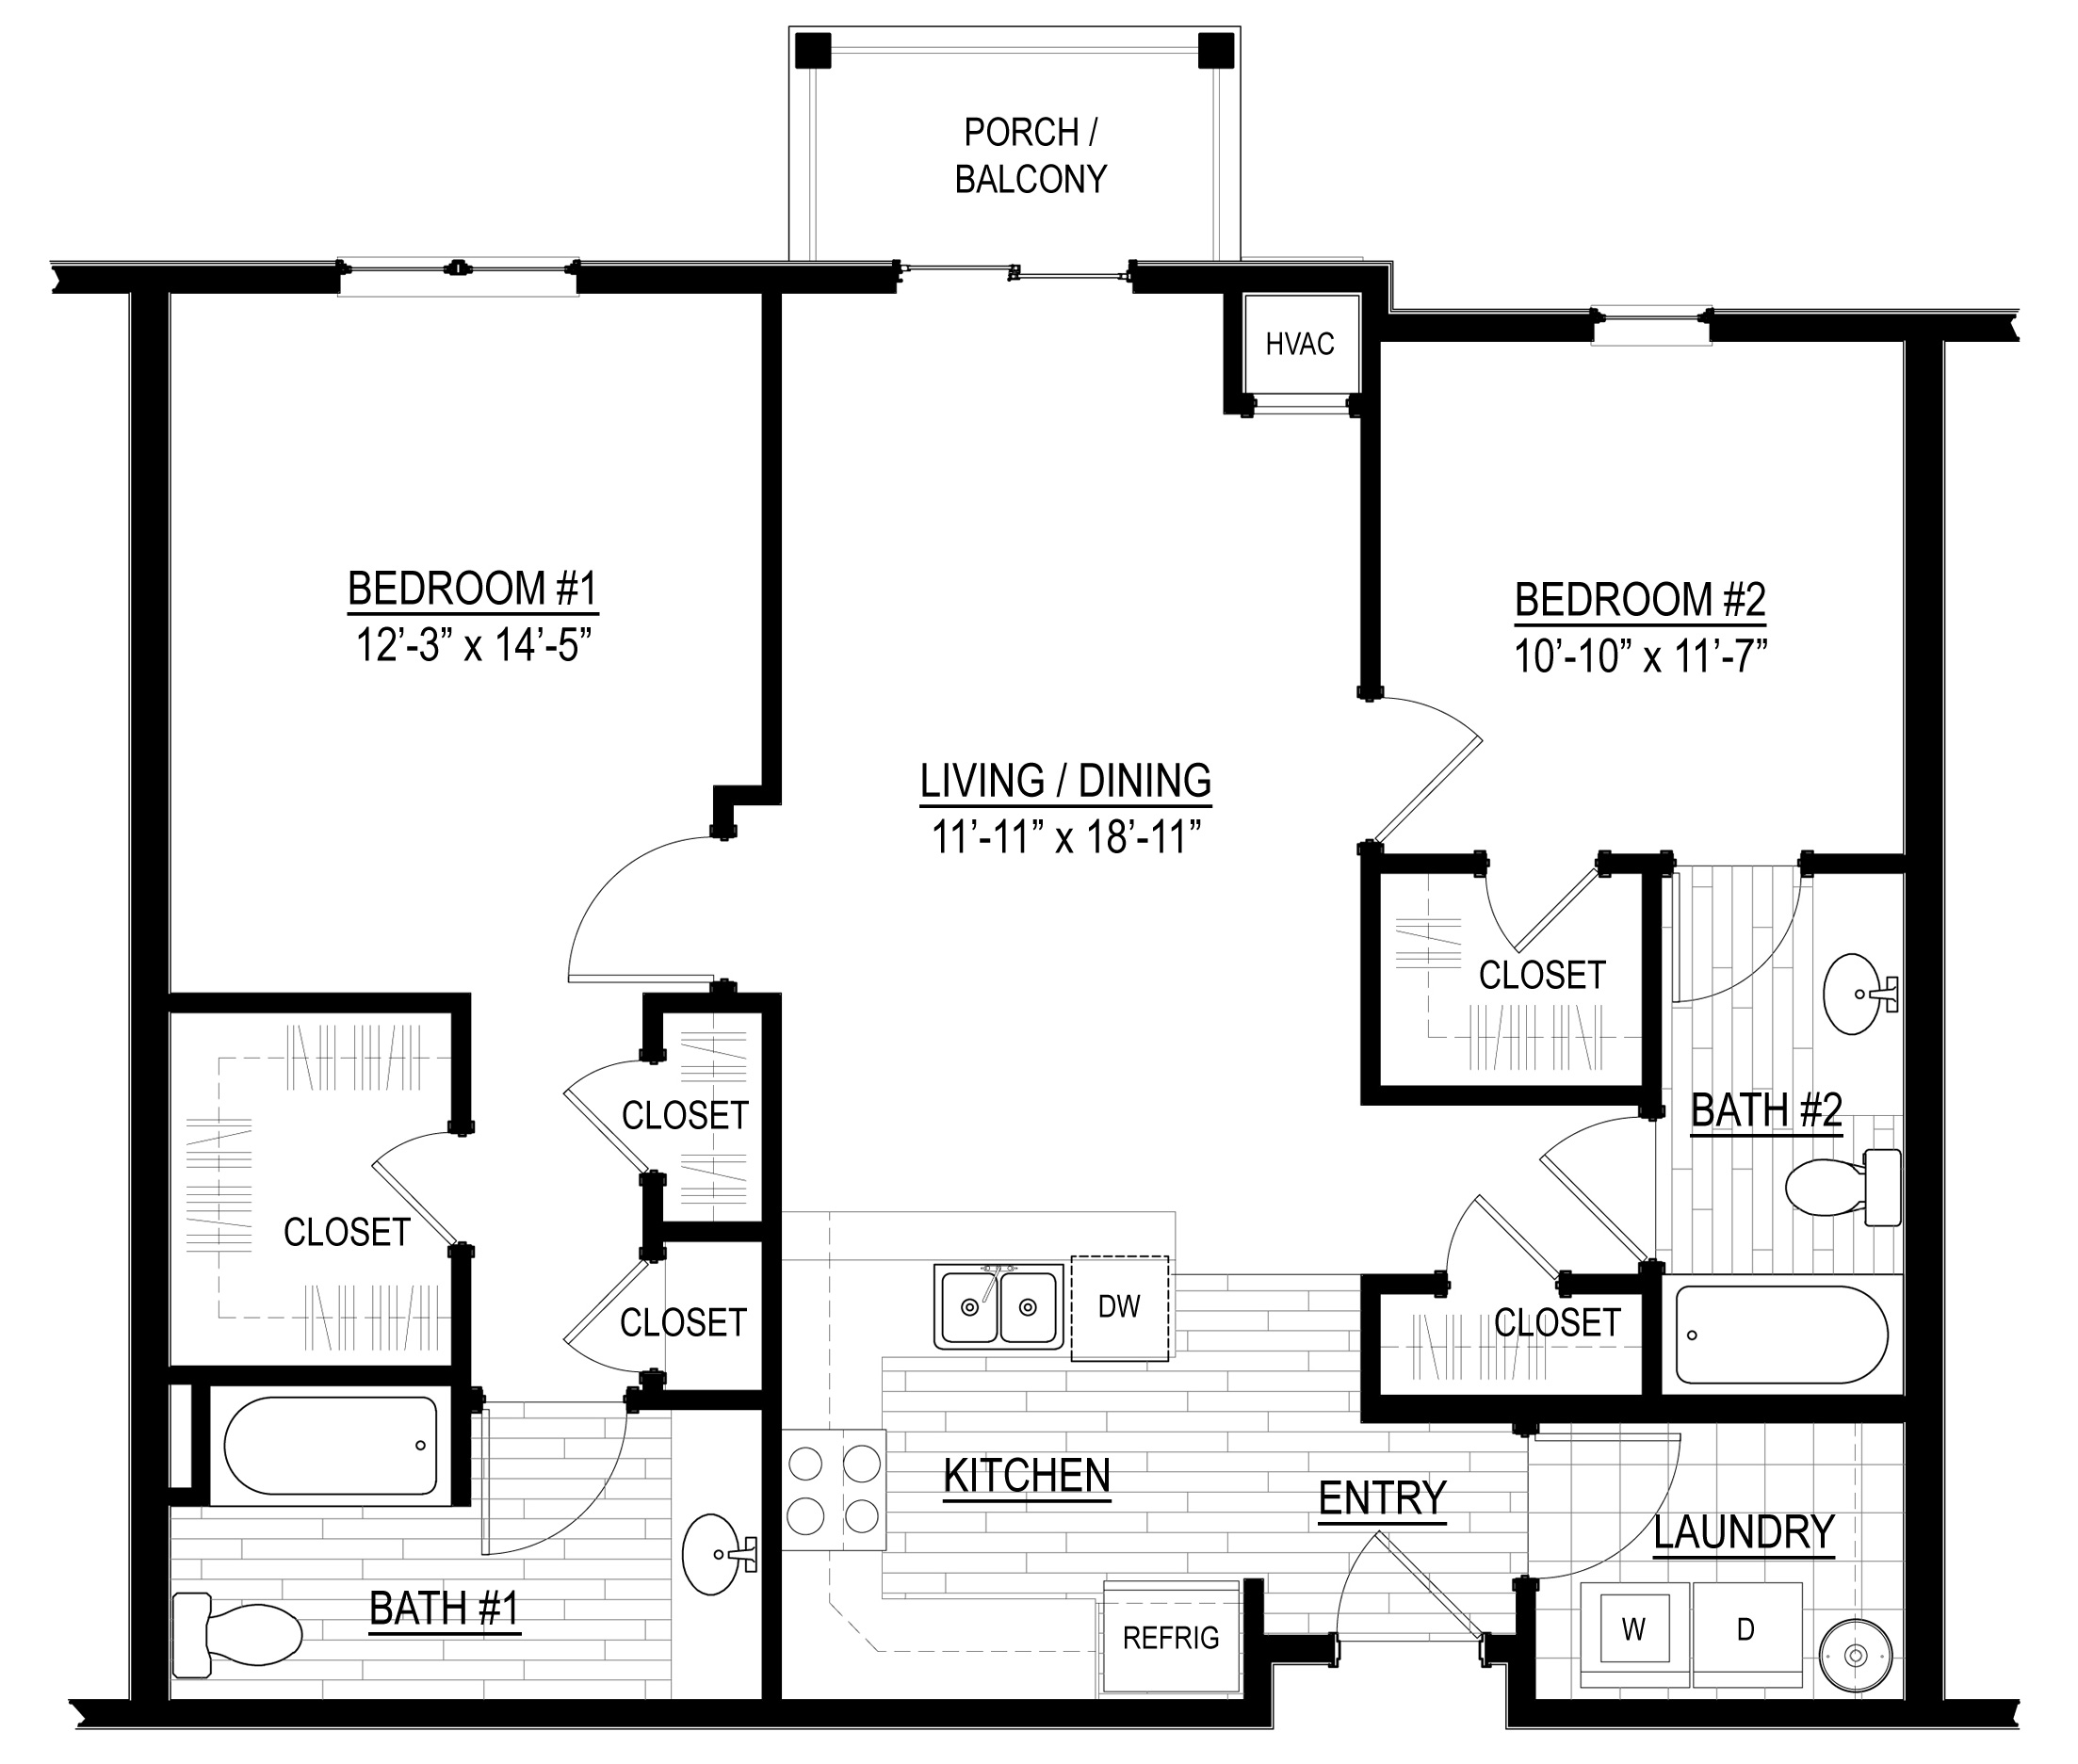 PORCH /
BALCONY
HVAC
BEDROOM #1
12’-3” x 14’-5”
BEDROOM #2
10’-10” x 11’-7”
LIVING / DINING
11’-11” x 18’-11”
CLOSET
CLOSET
BATH #2
CLOSET
CLOSET
DW
CLOSET
KITCHEN
ENTRY
LAUNDRY
BATH #1
REFRIG
W
D